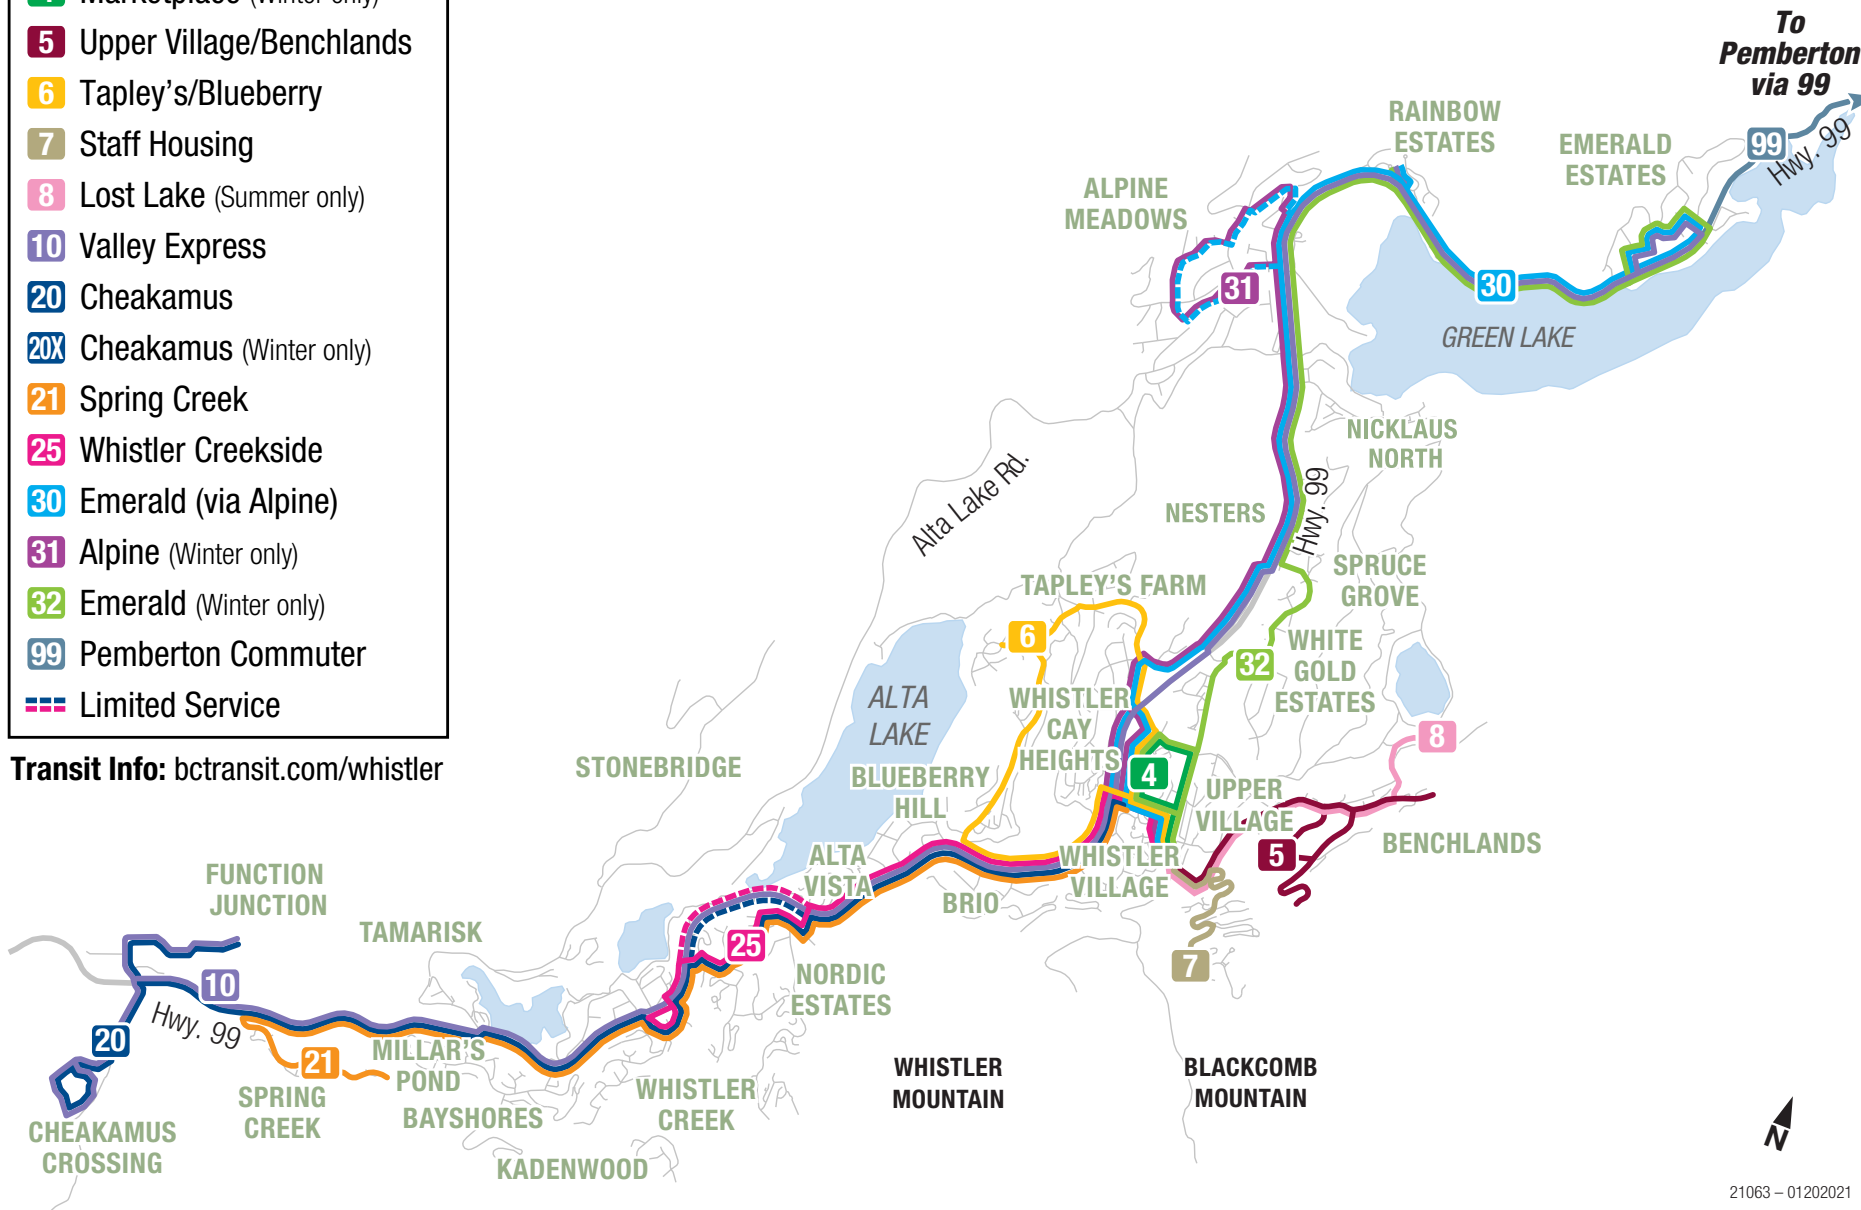 4 Marketplace (Winter only)
5 Upper Village/Benchlands
6 Tapley's/Blueberry
7 Staff Housing
8 Lost Lake (Summer only)
10 Valley Express
20 Cheakamus
20X Cheakamus (Winter only)
21 Spring Creek
25 Whistler Creekside
30 Emerald (via Alpine)
31 Alpine (Winter only)
32 Emerald (Winter only)
99 Pemberton Commuter
Limited Service
Transit Info: bctransit.com/whistler
To
Pemberton
via 99
99
Hwy. 99
RAINBOW
ESTATES
EMERALD
ESTATES
ALPINE
MEADOWS
31
30
GREEN LAKE
NICKLAUS
NORTH
Alta Lake Rd.
NESTERS
Hwy. 99
SPRUCE
GROVE
TAPLEY'S FARM
6
WHITE
GOLD
ESTATES
32
ALTA
LAKE
WHISTLER
CAY
HEIGHTS
8
STONEBRIDGE
BLUEBERRY
HILL
4
UPPER
VILLAGE
5
BENCHLANDS
ALTA
VISTA
WHISTLER
VILLAGE
BRIO
FUNCTION
JUNCTION
TAMARISK
25
7
NORDIC
ESTATES
10
Hwy. 99
20
21
MILLAR'S
POND
SPRING
CREEK
BAYSHORES
WHISTLER
CREEK
WHISTLER
MOUNTAIN
BLACKCOMB
MOUNTAIN
CHEAKAMUS
CROSSING
KADENWOOD
N
21063 – 01202021